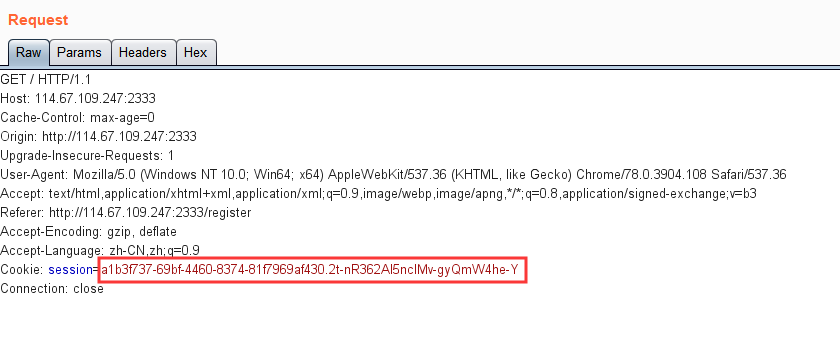 Request
Raw Params Headers Hex
GET / HTTP/1.1
Host: 114.67.109.247:2333
Cache-Control: max-age=0
Origin: http://114.67.109.247:2333
Upgrade-Insecure-Requests: 1
User-Agent: Mozilla/5.0 (Windows NT 10.0; Win64; x64) AppleWebKit/537.36 (KHTML, like Gecko) Chrome/78.0.3904.108 Safari/537.36
Accept: text/html,application/xhtml+xml,application/xml;q=0.9,image/webp,image/apng,*/*;q=0.8,application/signed-exchange;v=b3
Referer: http://114.67.109.247:2333/register
Accept-Encoding: gzip, deflate
Accept-Language: zh-CN,zh;q=0.9
Cookie: session=a1b3f737-69bf-4460-8374-81f7969af430.2t-nR362Al5nclMv-gyQmW4he-Y
Connection: close